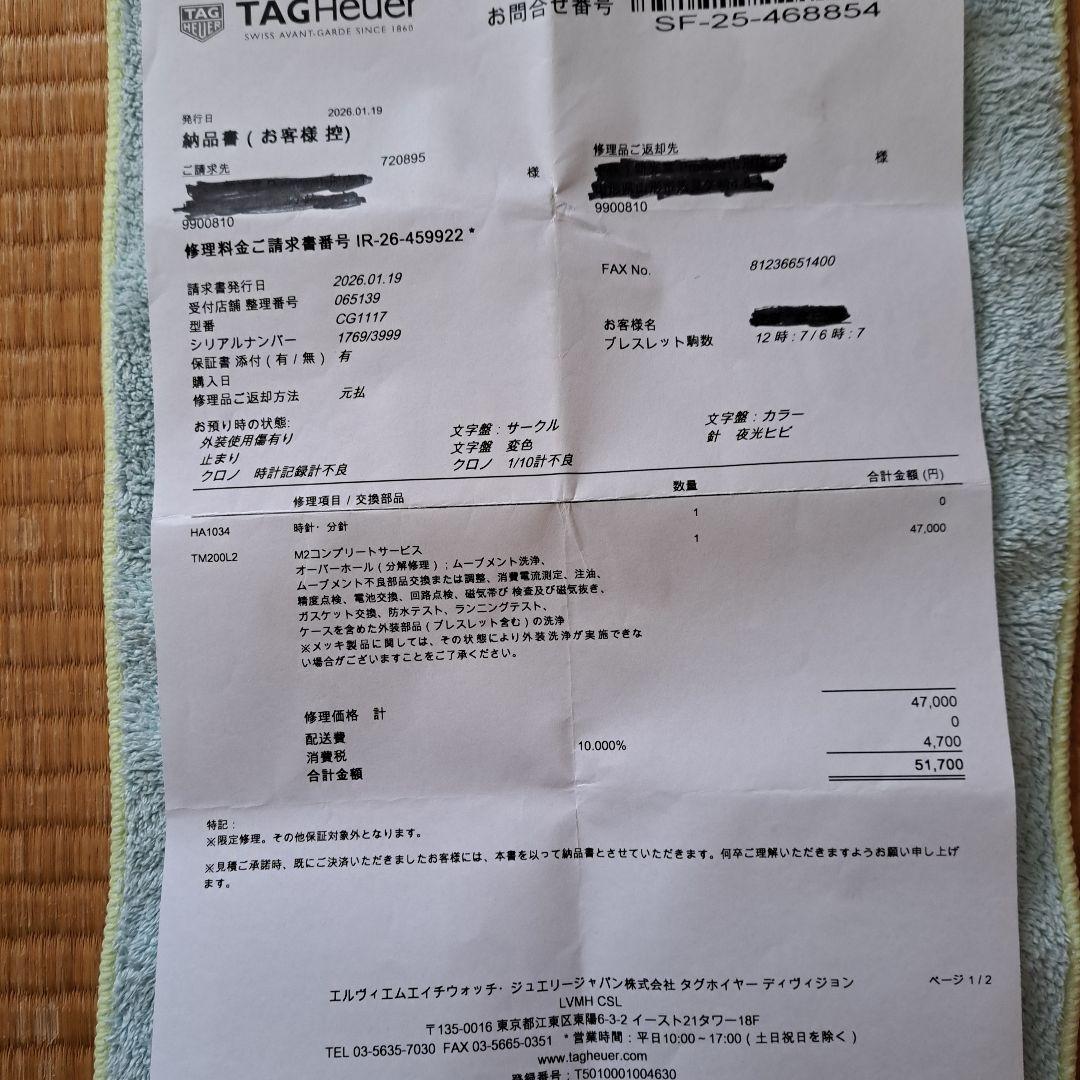 TAG
HEUER
TAGHeuer
SWISS AVANT-GARDE SINCE 1860
お問合せ番号
SF-25-468854
発行日 2026.01.19
納品書 ( お客様 控)
ご請求先 720895 様
9900810
修理品ご返却先 様
9900810
修理料金ご請求書番号 IR-26-459922 *
FAX No. 81236651400
請求書発行日 2026.01.19
受付店舗 整理番号 065139
型番 CG1117
シリアルナンバー 1769/3999
保証書 添付 ( 有 / 無 ) 有
購入日
修理品ご返却方法 元払
お客様名
ブレスレット駒数 12 時 : 7 / 6 時 : 7
お預り時の状態:
外装使用傷有り 文字盤 : サークル 文字盤 : カラー
止まり 文字盤 変色 針 夜光ヒビ
クロノ 時計記録計不良 クロノ 1/10計不良
修理項目 / 交換部品 数量 合計金額 (円)
HA1034 時針・分針 1 0
TM200L2 M2コンプリートサービス 1 47,000
オーバーホール ( 分解修理 ) ; ムーブメント洗浄、
ムーブメント不良部品交換または調整、消費電流測定、注油、
精度点検、電池交換、回路点検、磁気帯び 検査及び磁気抜き、
ガスケット交換、防水テスト、ランニングテスト、
ケースを含めた外装部品 ( ブレスレット含む ) の洗浄
※メッキ製品に関しては、その状態により外装洗浄が実施できな
い場合がございますことをご了承ください。
修理価格 計 47,000
配送費 0
消費税 10.000% 4,700
合計金額 51,700
特記 :
※限定修理。その他保証対象外となります。
※見積ご承諾時、既にご決済いただきましたお客様には、本書を以って納品書とさせていただきます。何卒ご理解いただきますようお願い申し上げ
ます。
エルヴィエムエイチウォッチ・ジュエリージャパン株式会社 タグホイヤー ディヴィジョン
ページ 1 / 2
LVMH CSL
〒135-0016 東京都江東区東陽6-3-2 イースト21タワー18F
TEL 03-5635-7030 FAX 03-5665-0351 * 営業時間 : 平日10:00～17:00 ( 土日祝日を除く )
www.tagheuer.com
登録番号 : T5010001004630